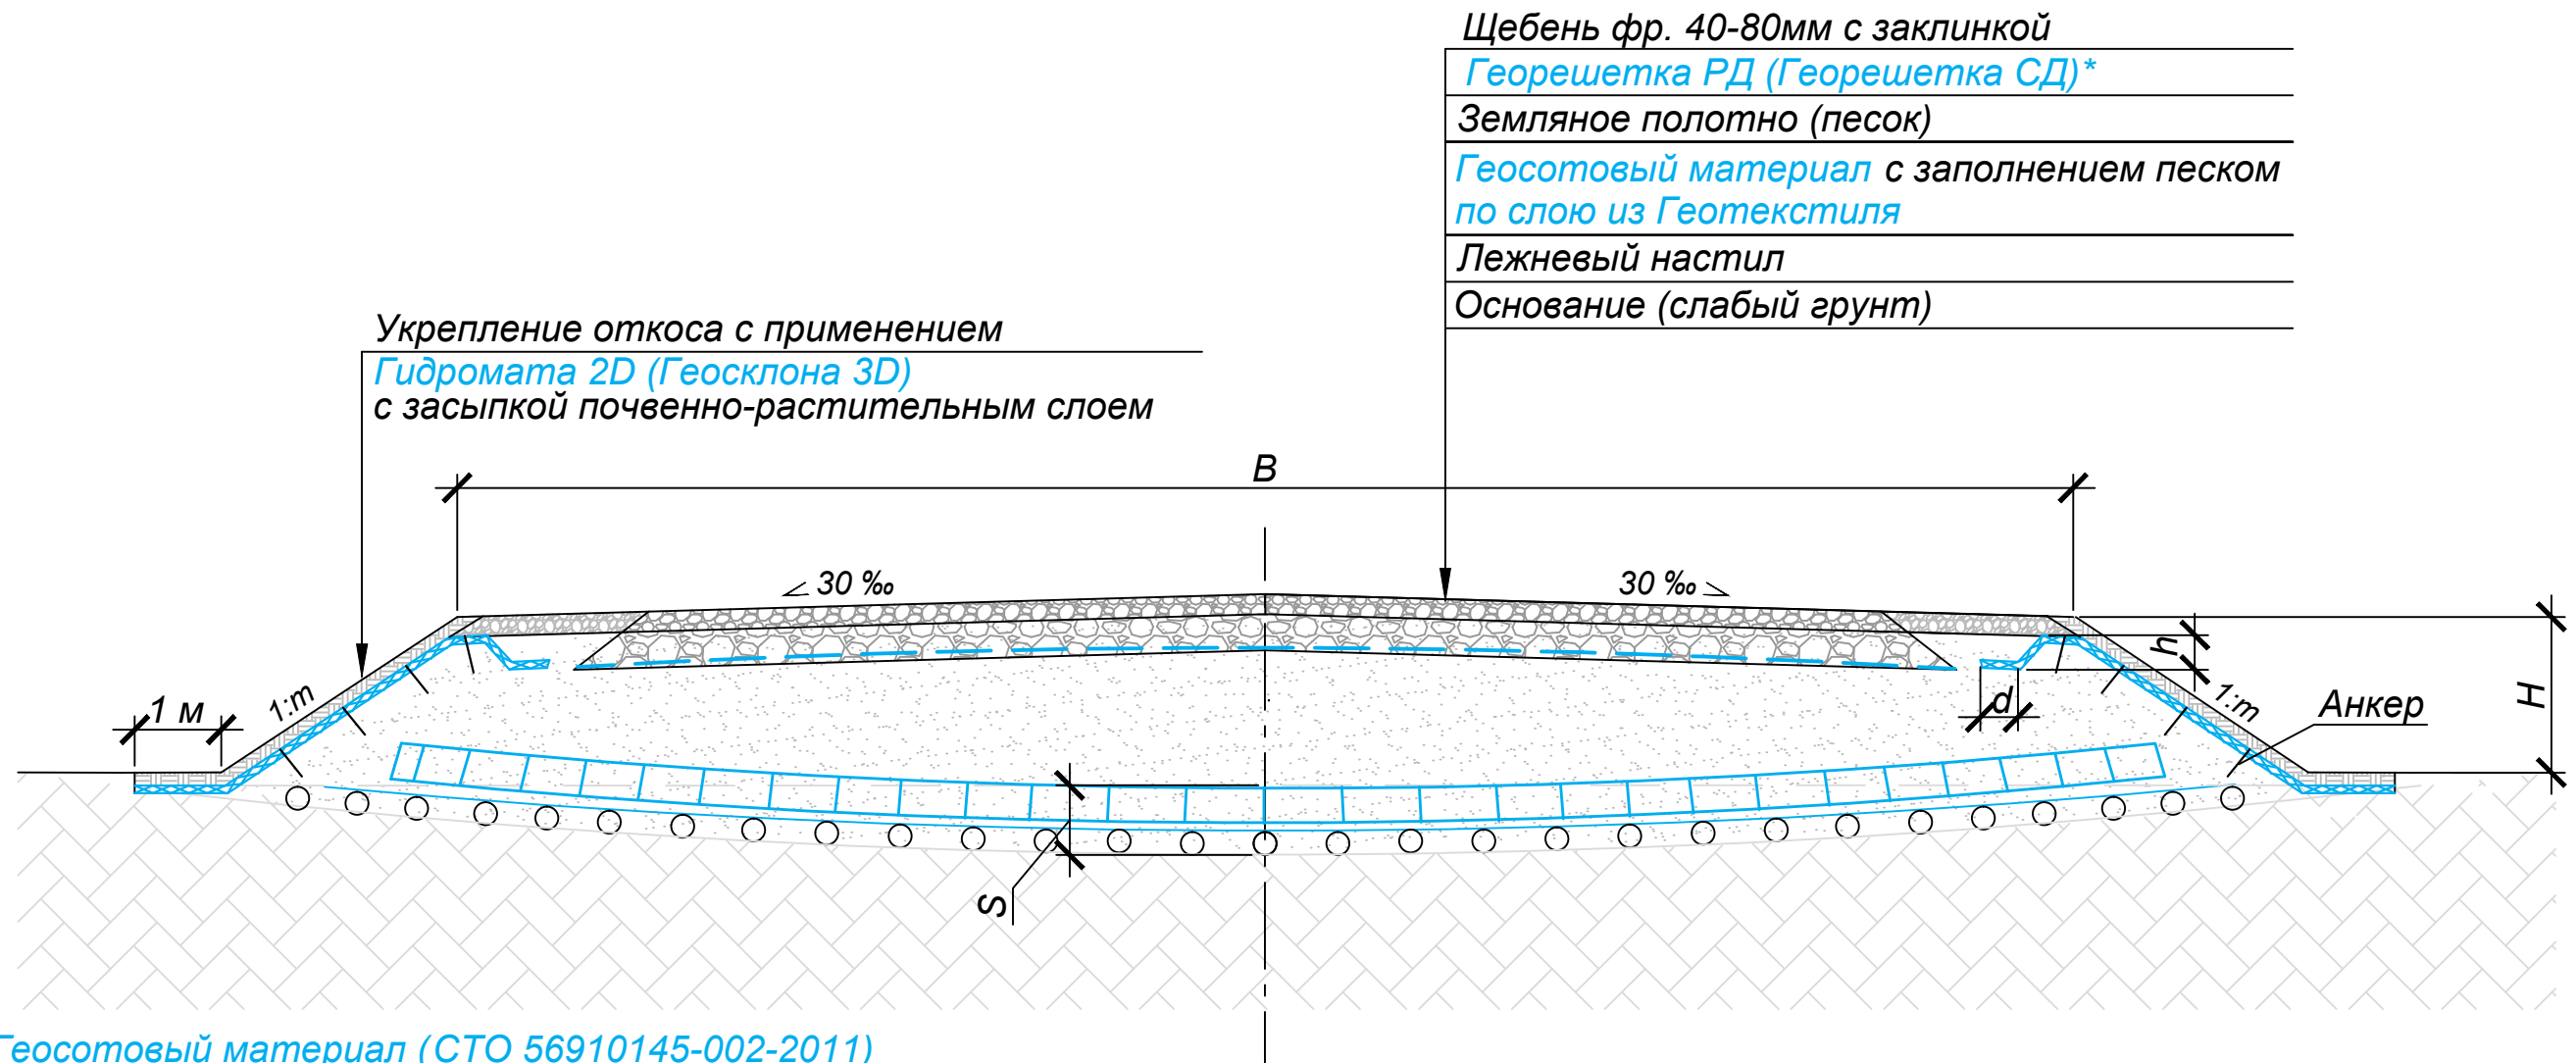 Щебень фр. 40-80мм с заклинкой
Георешетка РД (Георешетка СД)*
Земляное полотно (песок)
Геосотовый материал с заполнением песком
по слою из Геотекстиля
Лежневый настил
Основание (слабый грунт)
Укрепление откоса с применением
Гидромата 2D (Геосклона 3D)
с засыпкой почвенно-растительным слоем
B
30 ‰
30 ‰
h
H
1 м
1:m
d
1:m
Анкер
S
Геосотовый материал (СТО 56910145-002-2011)